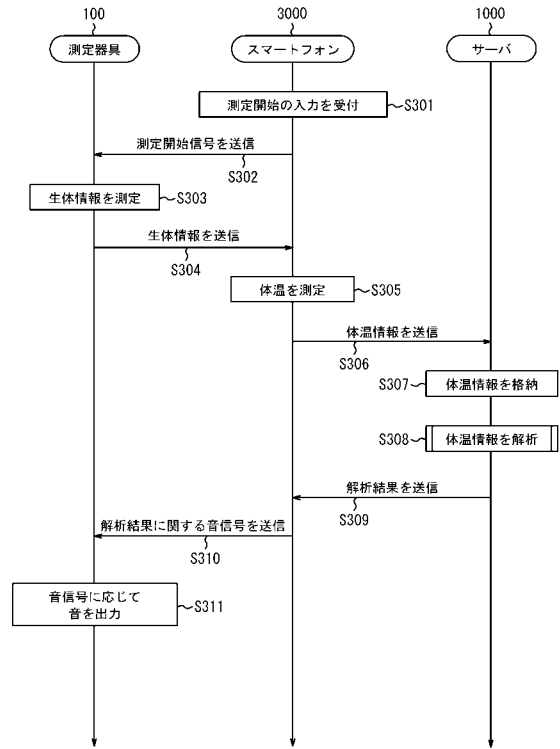 100
3000
1000
測定器具
スマートフォン
サーバ
測定開始の入力を受付
S301
測定開始信号を送信
S302
生体情報を測定
S303
生体情報を送信
S304
体温を測定
S305
体温情報を送信
S306
S307
体温情報を格納
S308
体温情報を解析
解析結果を送信
S309
解析結果に関する音信号を送信
S310
音信号に応じて
音を出力
S311